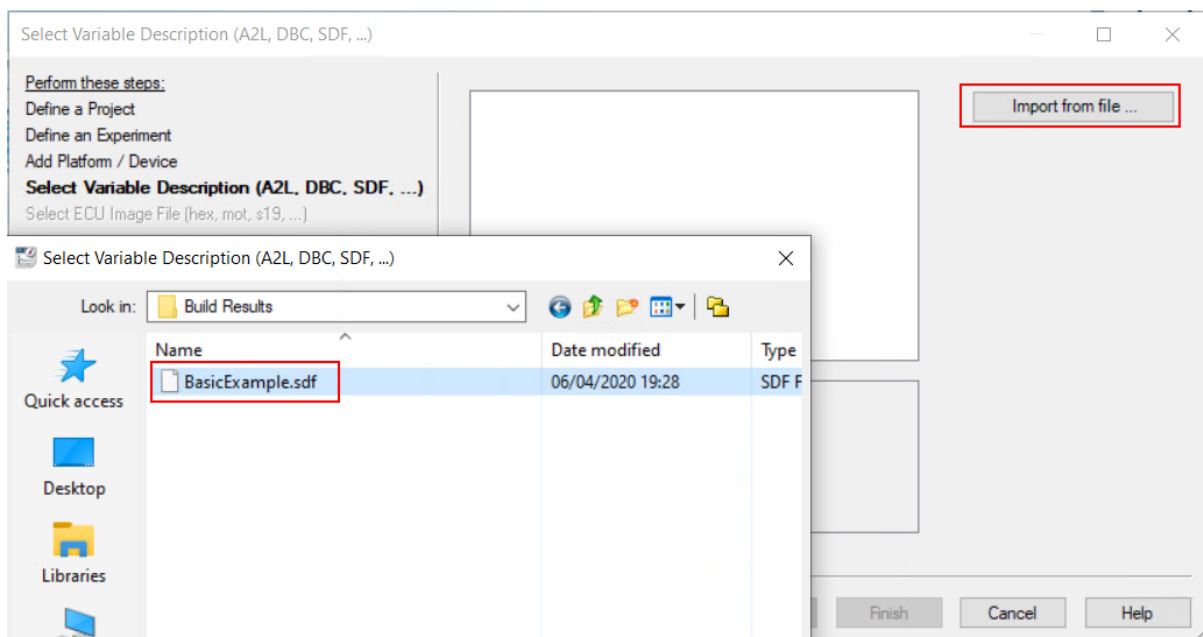 Select Variable Description (A2L, DBC, SDF, ...)
Perform these steps:
Define a Project
Define an Experiment
Add Platform / Device
Select Variable Description (A2L, DBC, SDF, ...)
Select ECU Image File (hex, mot, s19, ...)
Import from file ...
Select Variable Description (A2L, DBC, SDF, ...)
Look in: Build Results
Name Date modified Type
BasicExample.sdf 06/04/2020 19:28 SDF F
Quick access
Desktop
Libraries
Finish Cancel Help